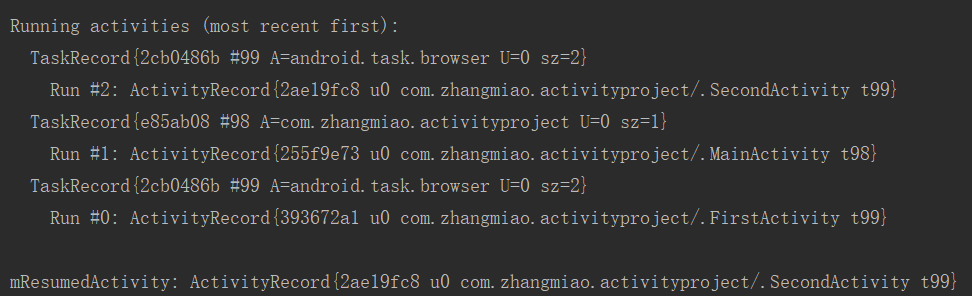 Running activities (most recent first):
TaskRecord{2cb0486b #99 A=android.task.browser U=0 sz=2}
Run #2: ActivityRecord{2ae19fc8 u0 com.zhangmiao.activityproject/.SecondActivity t99}
TaskRecord{e85ab08 #98 A=com.zhangmiao.activityproject U=0 sz=1}
Run #1: ActivityRecord{255f9e73 u0 com.zhangmiao.activityproject/.MainActivity t98}
TaskRecord{2cb0486b #99 A=android.task.browser U=0 sz=2}
Run #0: ActivityRecord{393672a1 u0 com.zhangmiao.activityproject/.FirstActivity t99}
mResumedActivity: ActivityRecord{2ae19fc8 u0 com.zhangmiao.activityproject/.SecondActivity t99}